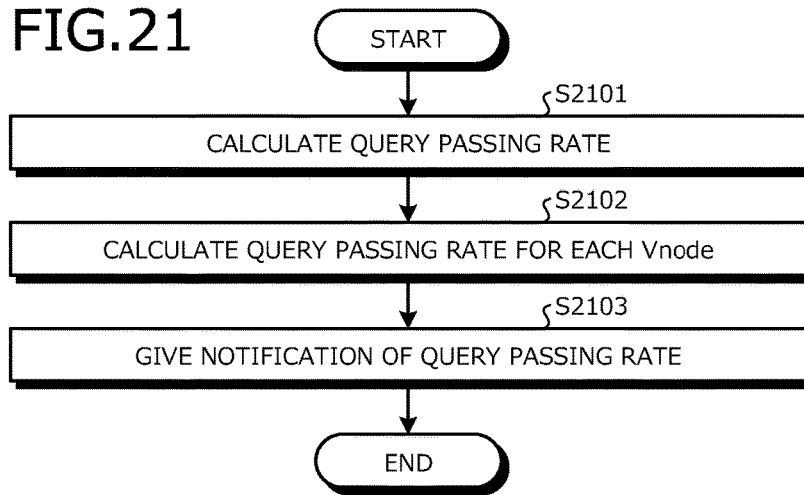 FIG.21
START
S2101
CALCULATE QUERY PASSING RATE
S2102
CALCULATE QUERY PASSING RATE FOR EACH Vnode
S2103
GIVE NOTIFICATION OF QUERY PASSING RATE
END